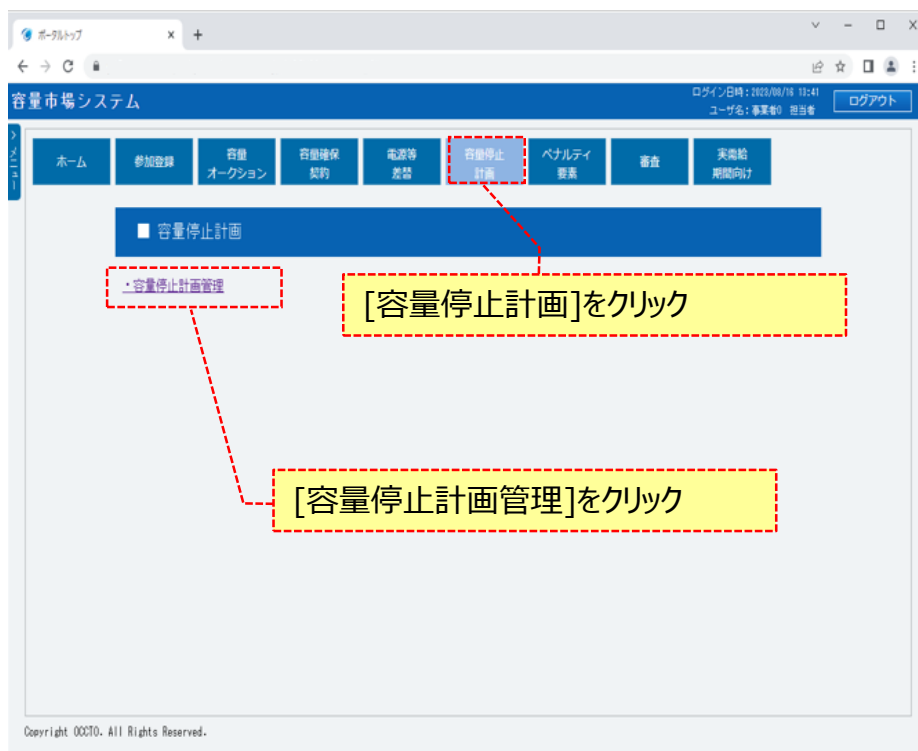 ポータルトップ
容量市場システム
ログイン日時：2023/08/16 13:41
ユーザ名：事業者0 担当者
ログアウト
メニュー
ホーム
参加登録
容量
オークション
容量確保
契約
電源等
差替
容量停止
計画
ペナルティ
要素
審査
実需給
期間向け
■ 容量停止計画
・容量停止計画管理
[容量停止計画]をクリック
[容量停止計画管理]をクリック
Copyright OCCTO. All Rights Reserved.